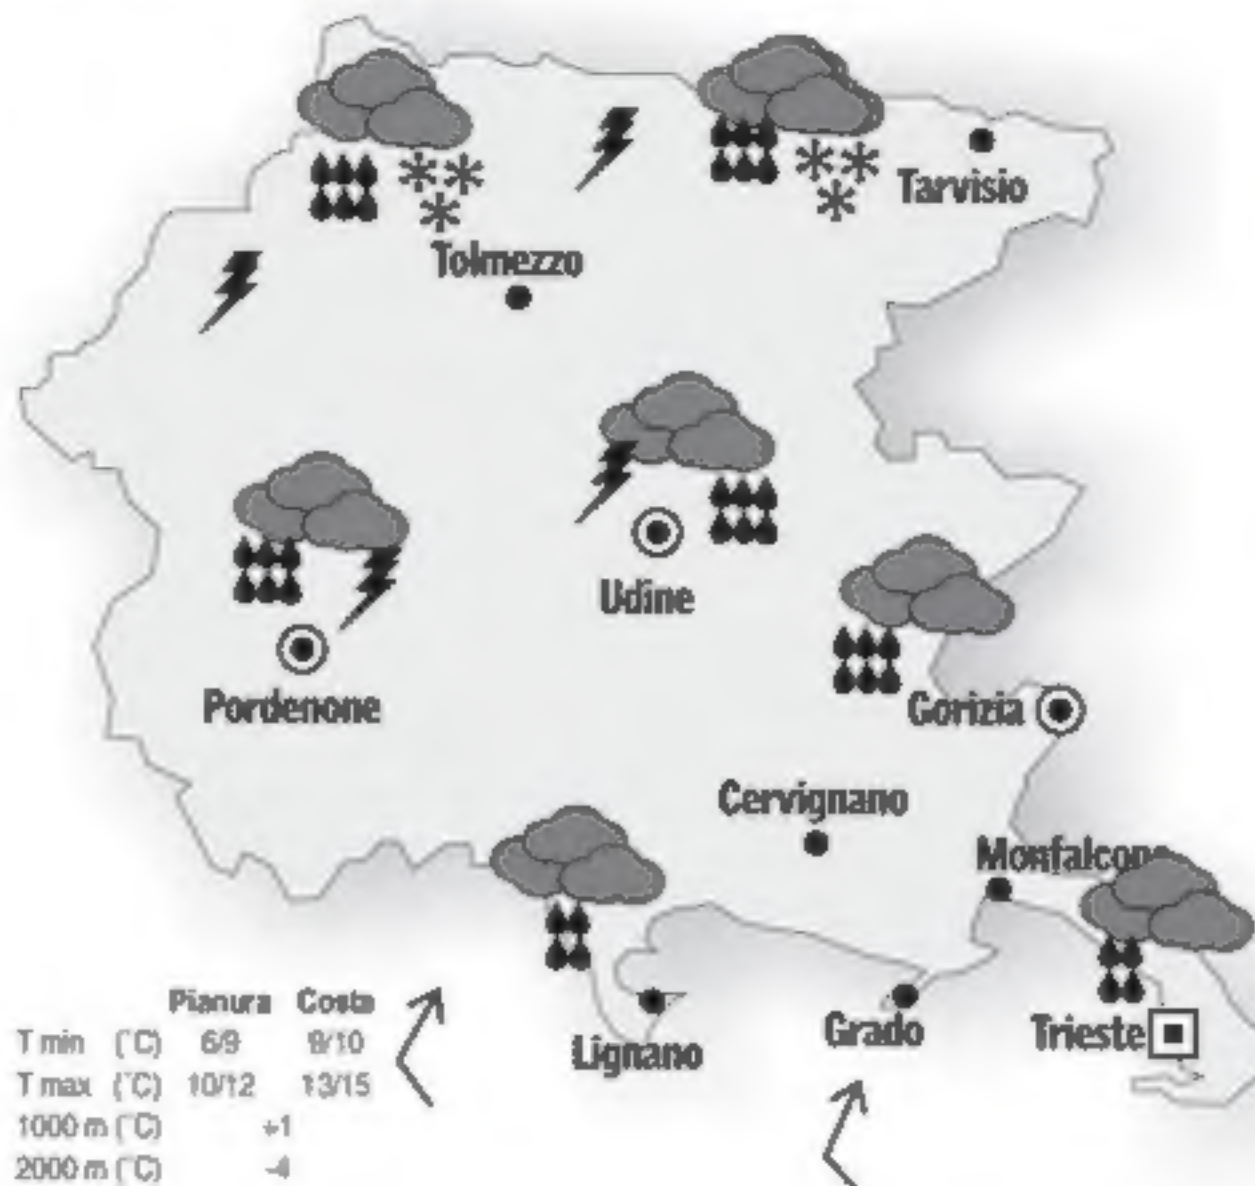 Tarvisio
Tolmezzo
Udine
Pordenone
Gorizia
Cervignano
Monfalcone
Lignano
Grado
Trieste
Pianura Costa
T min (°C) 6/9 8/10
T max (°C) 10/12 13/15
1000 m (°C) +1
2000 m (°C) -4